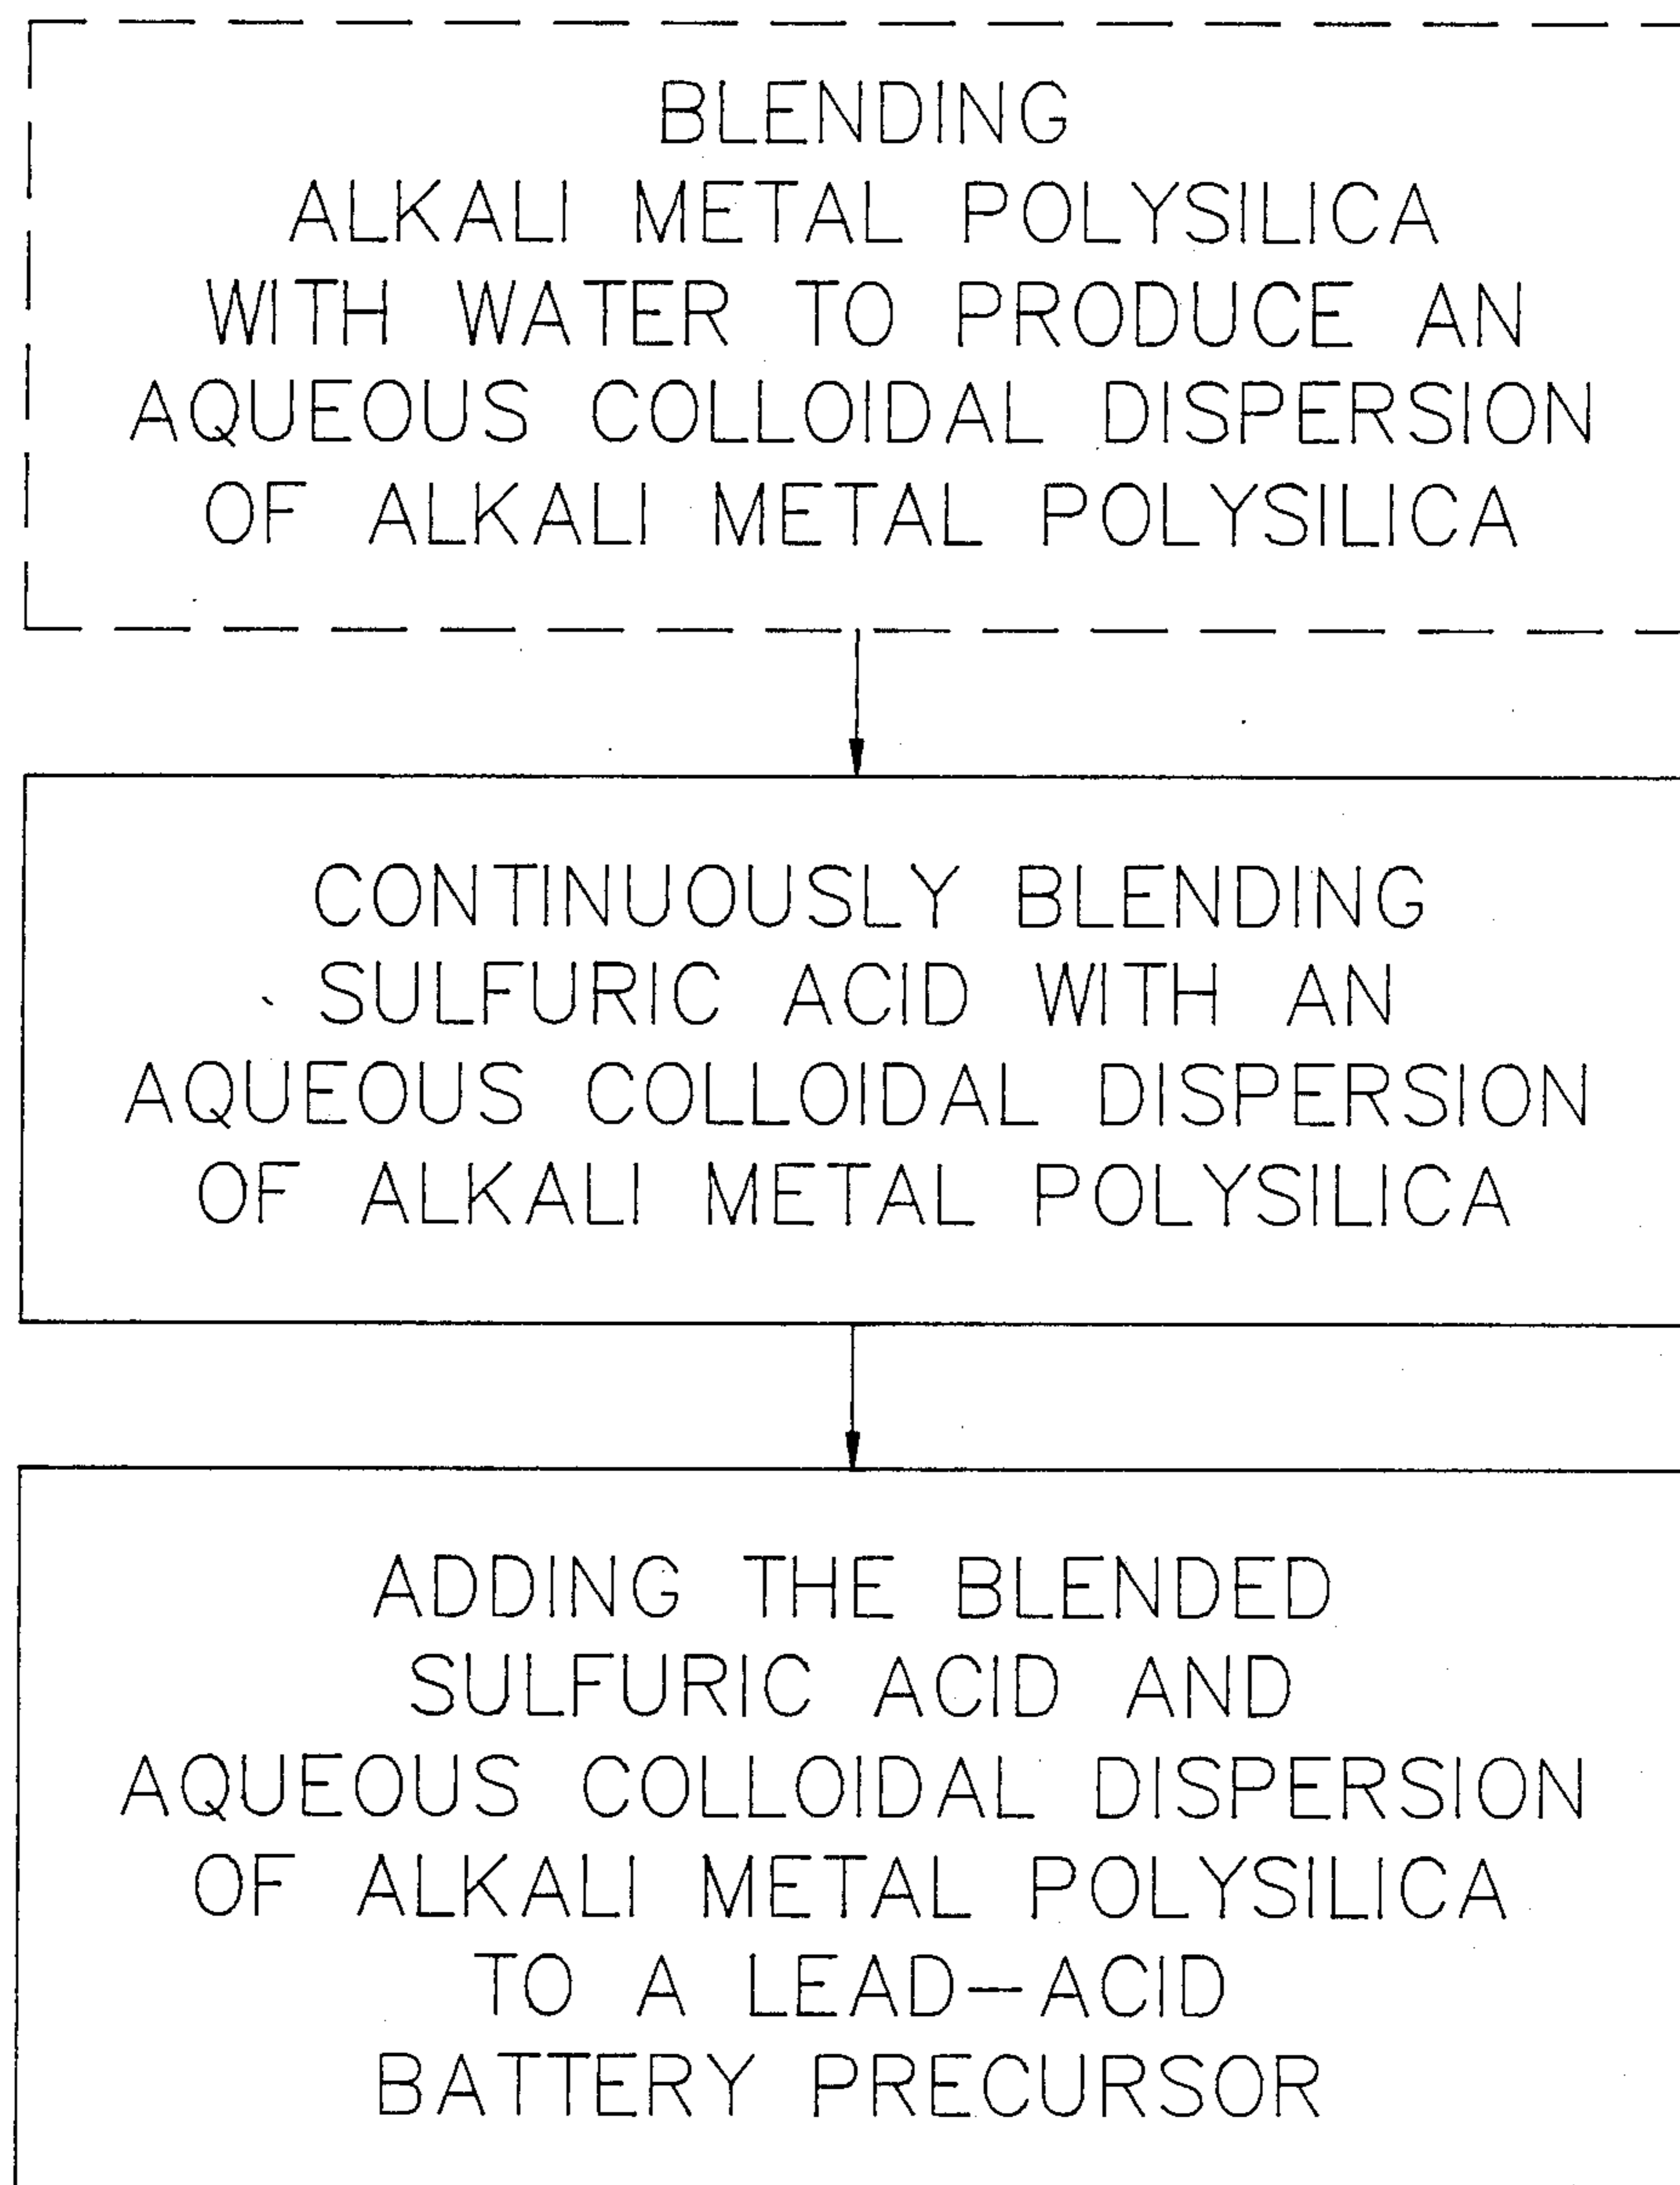 BLENDING
ALKALI METAL POLYSILICA
WITH WATER TO PRODUCE AN
AQUEOUS COLLOIDAL DISPERSION
OF ALKALI METAL POLYSILICA
CONTINUOUSLY BLENDING
SULFURIC ACID WITH AN
AQUEOUS COLLOIDAL DISPERSION
OF ALKALI METAL POLYSILICA
ADDING THE BLENDED
SULFURIC ACID AND
AQUEOUS COLLOIDAL DISPERSION
OF ALKALI METAL POLYSILICA
TO A LEAD—ACID
BATTERY PRECURSOR